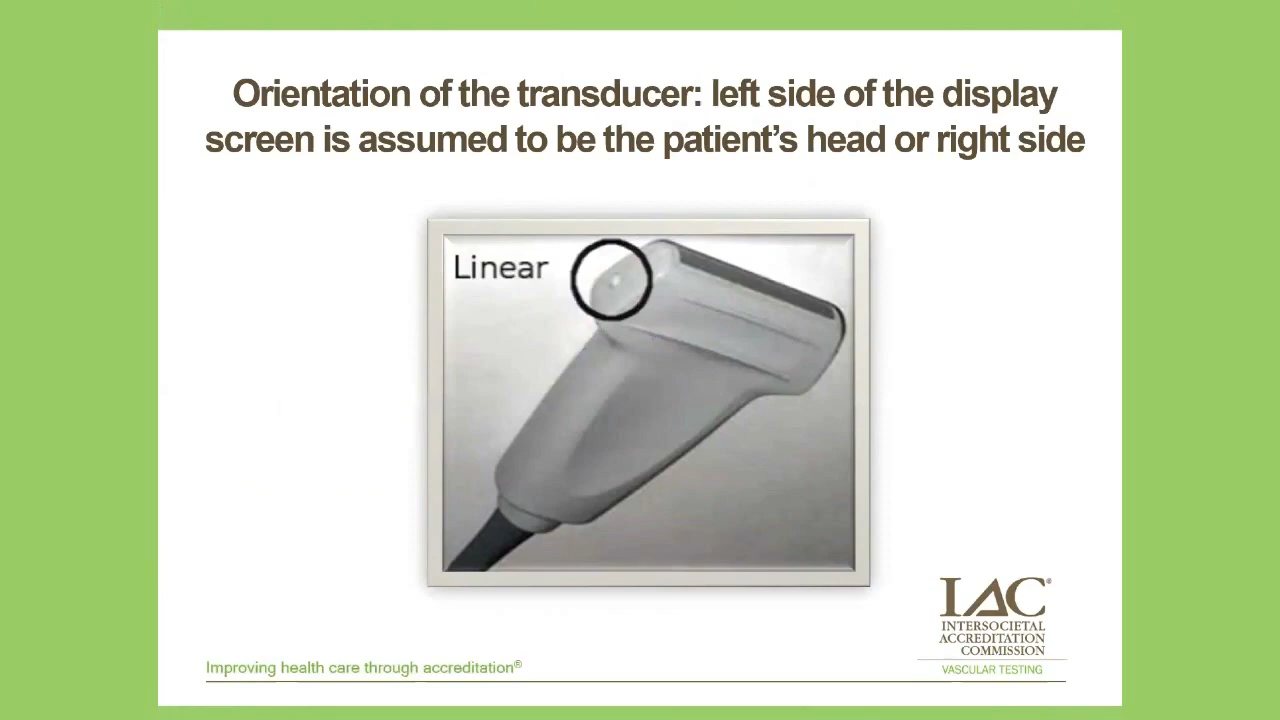 Orientation of the transducer: left side of the display
screen is assumed to be the patient’s head or right side
Linear
IAC®
INTERSOCIETAL
ACCREDITATION
COMMISSION
VASCULAR TESTING
Improving health care through accreditation®